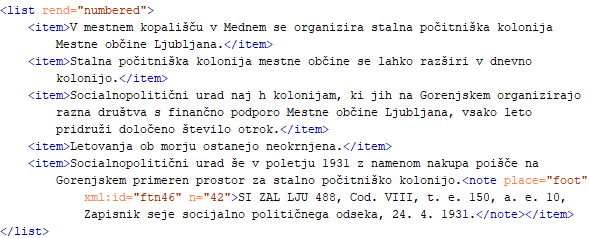 <list rend="numbered">
<item>V mestnem kopališču v Mednem se organizira stalna počitniška kolonija
Mestne občine Ljubljana.</item>
<item>Stalna počitniška kolonija mestne občine se lahko razširi v dnevno
kolonijo.</item>
<item>Socialnopolitični urad naj h kolonijam, ki jih na Gorenjskem organizirajo
razna društva s finančno podporo Mestne občine Ljubljana, vsako leto
pridruži določeno število otrok.</item>
<item>Letovanja ob morju ostanejo neokrnjena.</item>
<item>Socialnopolitični urad še v poletju 1931 z namenom nakupa poišče na
Gorenjskem primeren prostor za stalno počitniško kolonijo.<note place="foot"
xml:id="ftn46" n="42">SI ZAL LJU 488, Cod. VIII, t. e. 150, a. e. 10,
Zapisnik seje socijalno političnega odseka, 24. 4. 1931.</note></item>
</list>